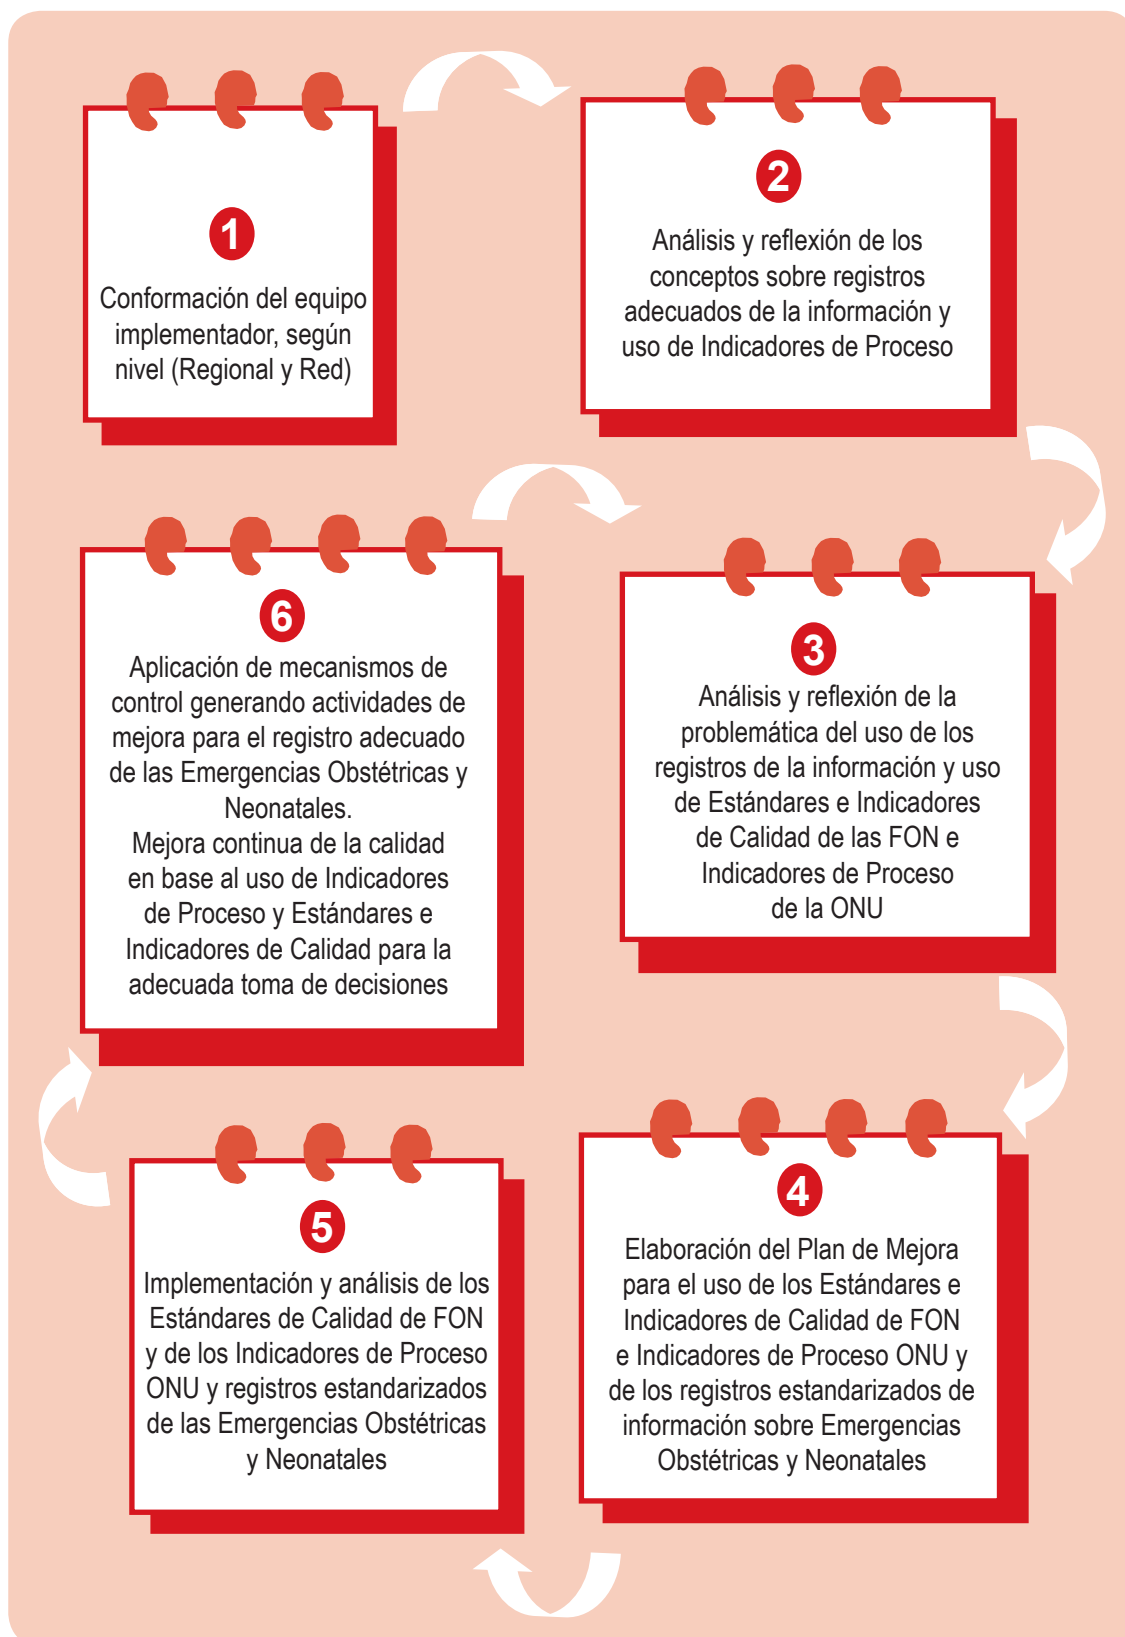 1
Conformación del equipo
implementador, según
nivel (Regional y Red)
2
Análisis y reflexión de los
conceptos sobre registros
adecuados de la información y
uso de Indicadores de Proceso
3
Análisis y reflexión de la
problemática del uso de los
registros de la información y uso
de Estándares e Indicadores
de Calidad de las FON e
Indicadores de Proceso
de la ONU
4
Elaboración del Plan de Mejora
para el uso de los Estándares e
Indicadores de Calidad de FON
e Indicadores de Proceso ONU y
de los registros estandarizados de
información sobre Emergencias
Obstétricas y Neonatales
5
Implementación y análisis de los
Estándares de Calidad de FON
y de los Indicadores de Proceso
ONU y registros estandarizados
de las Emergencias Obstétricas
y Neonatales
6
Aplicación de mecanismos de
control generando actividades de
mejora para el registro adecuado
de las Emergencias Obstétricas y
Neonatales.
Mejora continua de la calidad
en base al uso de Indicadores
de Proceso y Estándares e
Indicadores de Calidad para la
adecuada toma de decisiones